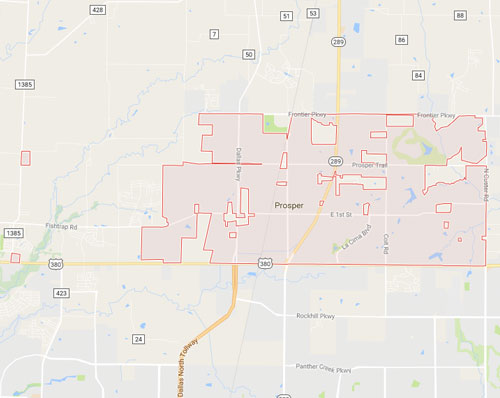 428
51
53
88
7
289
86
50
84
1385
Frontier Pkwy
Frontier Pkwy
Dallas Pkwy
289
Prosper Trail
N Custer Rd
Prosper
E 1st St
Fishtrap Rd
1385
La Cima Blvd
Coit Rd
380
380
423
Rockhill Pkwy
24
Dallas North Tollway
Panther Creek Pkwy
289